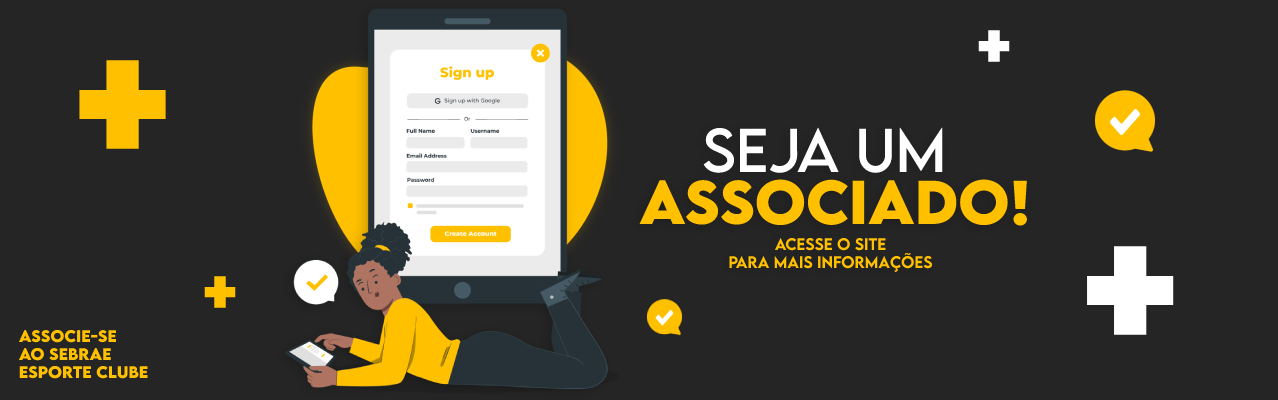 Sign up
G Sign up with Google
Or
Full Name Username
Email Address
Password
Create Account
SEJA UM
ASSOCIADO!
ACESSE O SITE
PARA MAIS INFORMAÇÕES
ASSOCIE-SE
AO SEBRAE
ESPORTE CLUBE